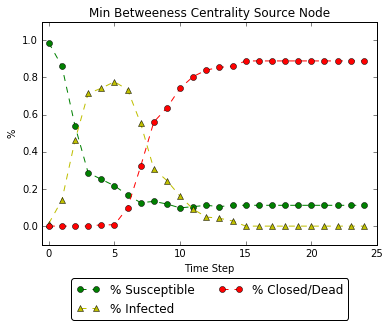 Min Betweeness Centrality Source Node
1.0
0.8
0.6
0.4
0.2
0.0
%
0 5 10 15 20 25
Time Step
% Susceptible % Closed/Dead
% Infected